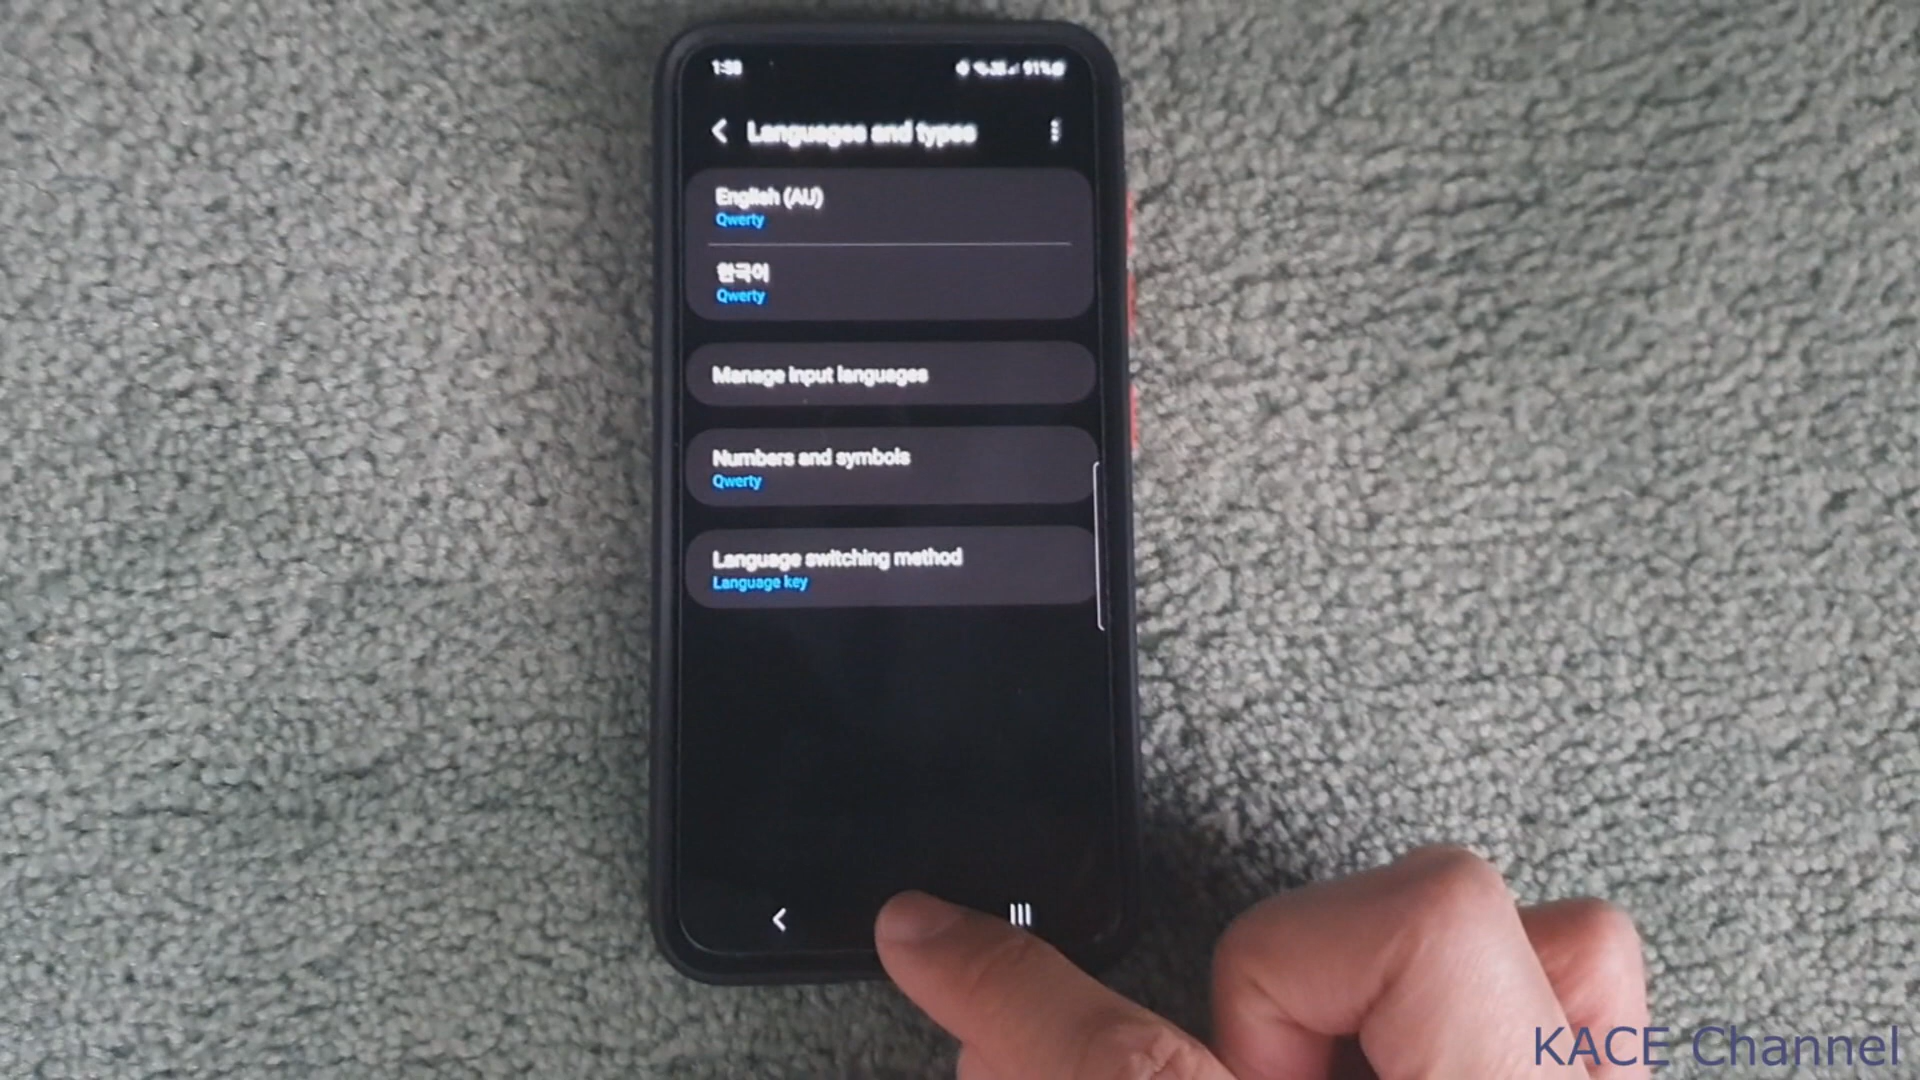 91%
Languages and types
English (AU)
Qwerty
한국어
Qwerty
Manage input languages
Numbers and symbols
Qwerty
Language switching method
Language key
KACE Channel